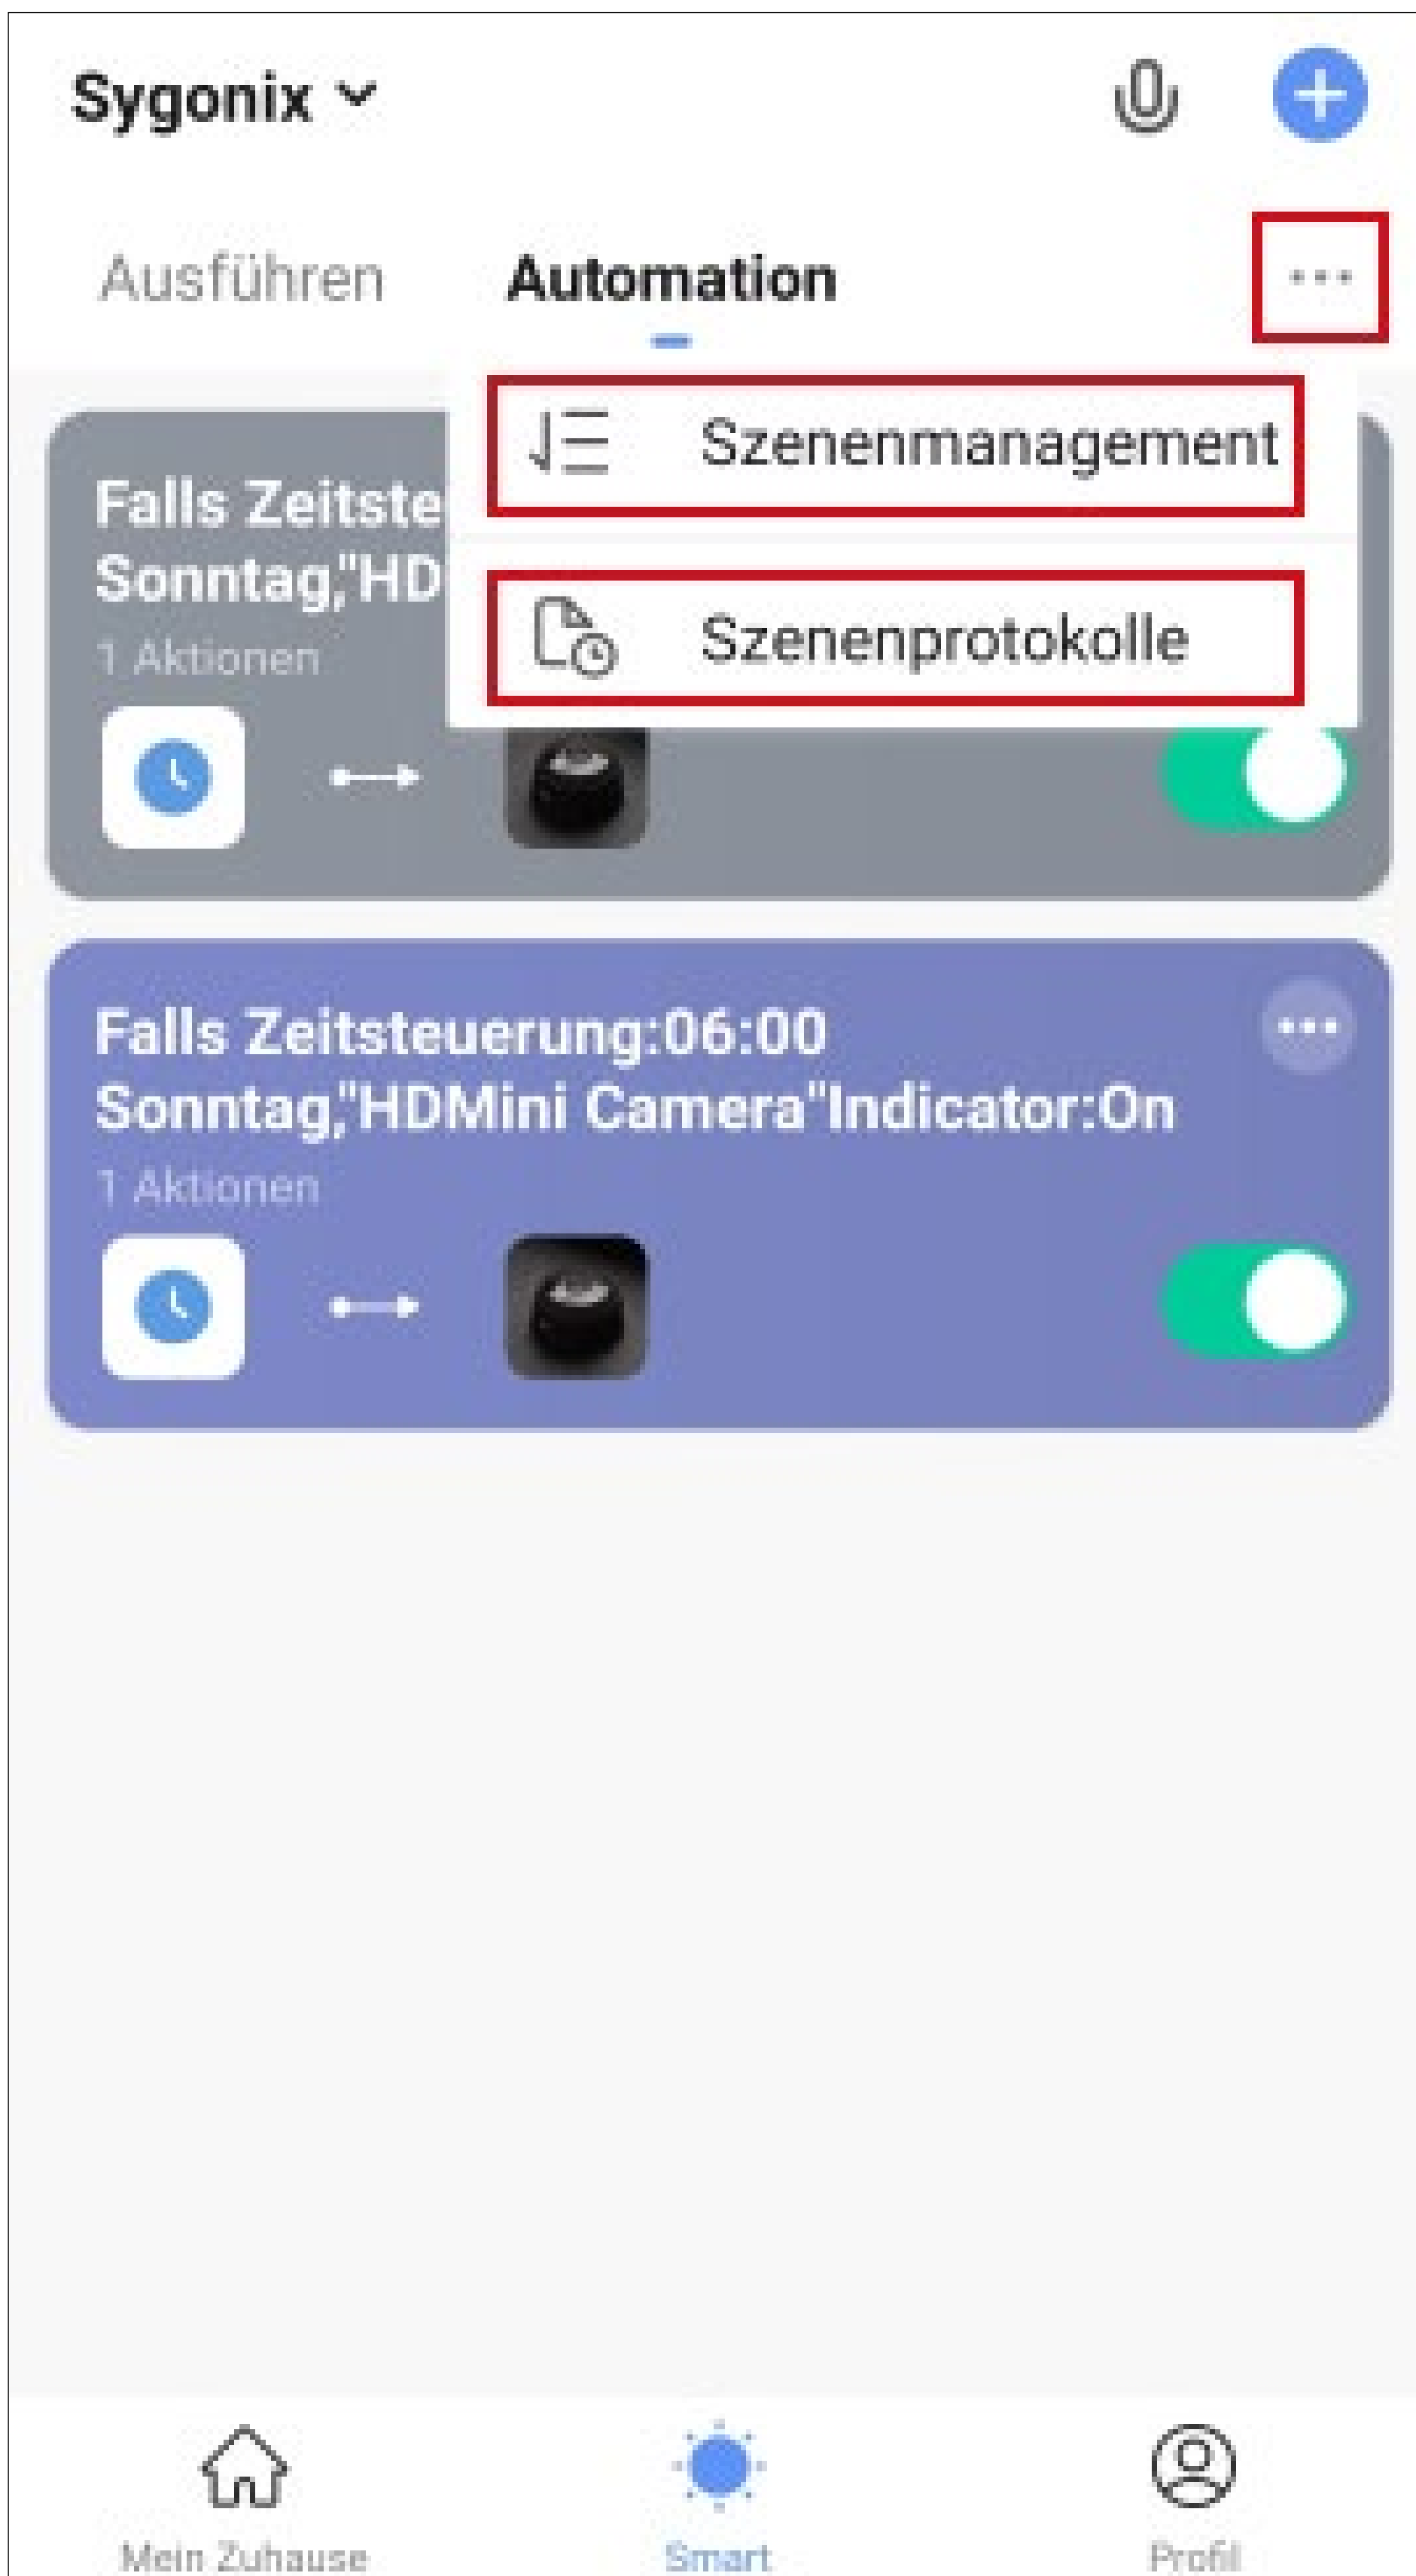 Sygonix
Ausführen Automation
Szenenmanagement
Falls Zeitste
Sonntag,"HD
Szenenprotokolle
1 Aktionen
Falls Zeitsteuerung:06:00
Sonntag,"HDMini Camera"Indicator:On
1 Aktionen
Mein Zuhause Smart Profil